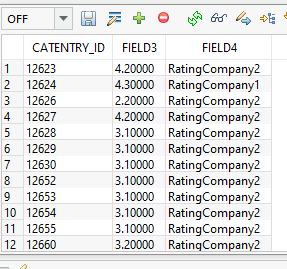 OFF
CATENTRY_ID FIELD3 FIELD4
1 12623 4.20000 RatingCompany2
2 12624 4.30000 RatingCompany1
3 12626 2.20000 RatingCompany2
4 12627 4.20000 RatingCompany2
5 12628 3.10000 RatingCompany2
6 12629 3.10000 RatingCompany2
7 12630 3.10000 RatingCompany2
8 12652 3.10000 RatingCompany2
9 12653 3.10000 RatingCompany2
10 12654 3.10000 RatingCompany2
11 12655 3.10000 RatingCompany2
12 12660 3.20000 RatingCompany2